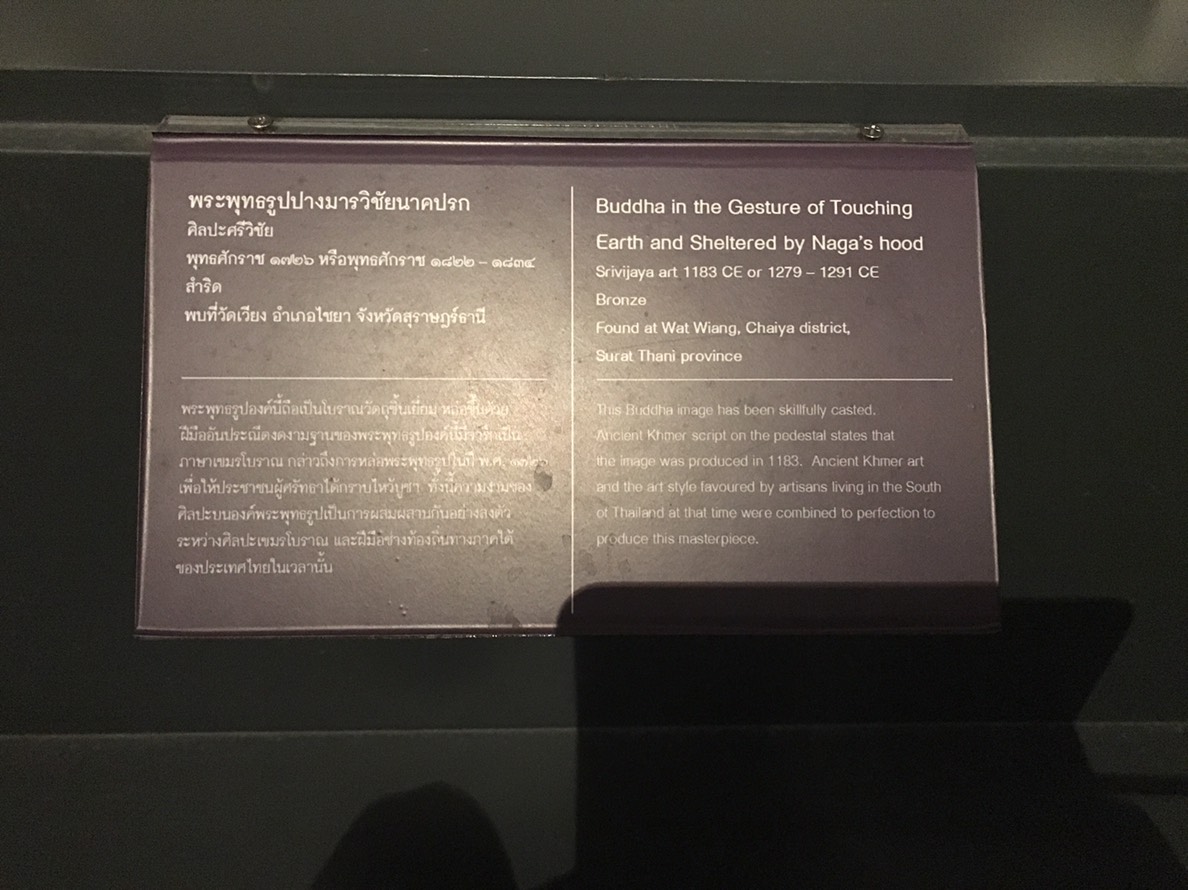 พระพุทธรูปปางมารวิชัยนาคปรก
ศิลปะศรีวิชัย
พุทธศักราช ๑๗๒๖ หรือพุทธศักราช ๑๘๒๒ – ๑๘๓๔
สำริด
พบที่วัดเวียง อำเภอไชยา จังหวัดสุราษฎร์ธานี
พระพุทธรูปองค์นี้ถือเป็นโบราณวัตถุชิ้นเยี่ยม หล่อขึ้นด้วย
ฝีมืออันประณีตงดงามฐานของพระพุทธรูปองค์นี้มีจารึกเป็น
ภาษาเขมรโบราณ กล่าวถึงการหล่อพระพุทธรูปในปี พ.ศ. ๑๗๒๖
เพื่อให้ประชาชนผู้ศรัทธาได้กราบไหว้บูชา ทั้งนี้ความงามของ
ศิลปะบนองค์พระพุทธรูปเป็นการผสมผสานกันอย่างลงตัว
ระหว่างศิลปะเขมรโบราณ และฝีมือช่างท้องถิ่นทางภาคใต้
ของประเทศไทยในเวลานั้น
Buddha in the Gesture of Touching
Earth and Sheltered by Naga's hood
Srivijaya art 1183 CE or 1279 – 1291 CE
Bronze
Found at Wat Wiang, Chaiya district,
Surat Thani province
This Buddha image has been skillfully casted.
Ancient Khmer script on the pedestal states that
the image was produced in 1183. Ancient Khmer art
and the art style favoured by artisans living in the South
of Thailand at that time were combined to perfection to
produce this masterpiece.